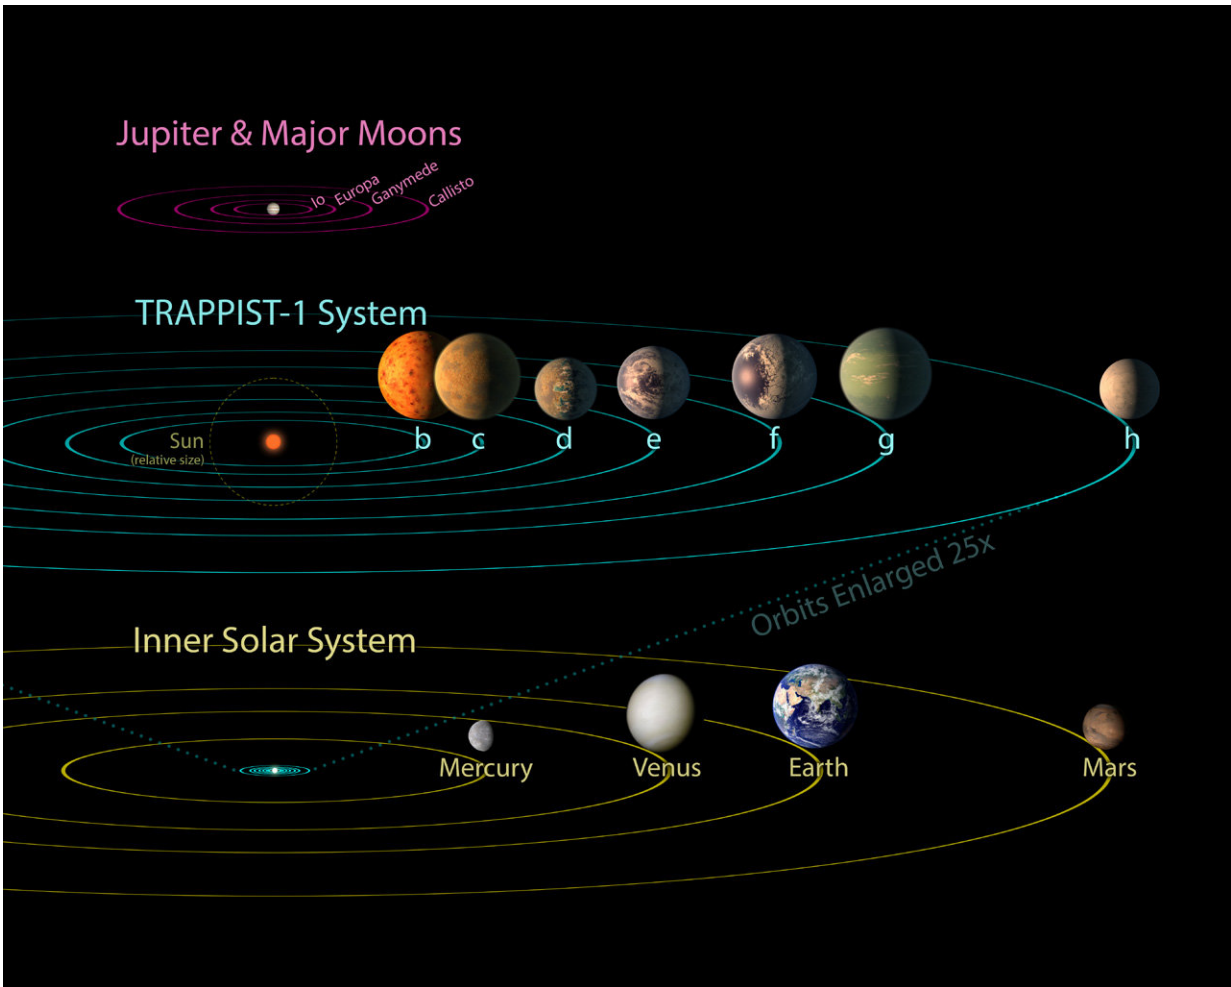 Jupiter & Major Moons
Io
Europa
Ganymede
Callisto
TRAPPIST-1 System
Sun
(relative size)
b
c
d
e
f
g
h
Orbits Enlarged 25x
Inner Solar System
Mercury
Venus
Earth
Mars